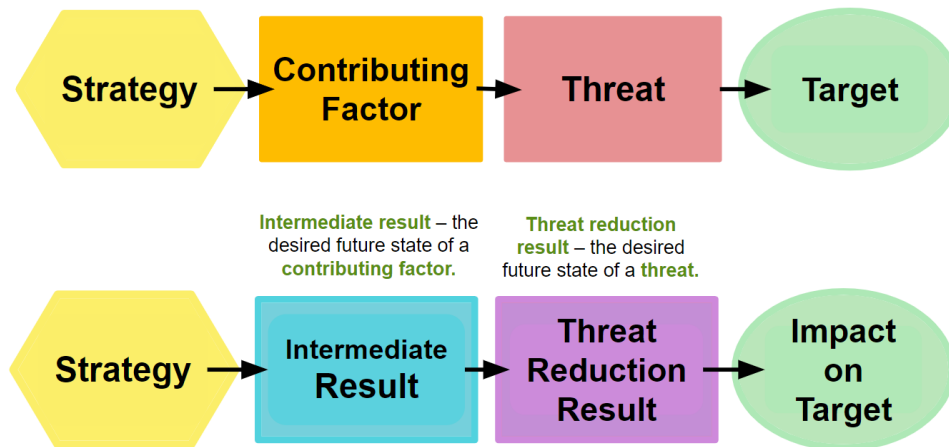 Strategy
Contributing
Factor
Threat
Target
Intermediate result – the
desired future state of a
contributing factor.
Threat reduction
result – the desired
future state of a threat.
Strategy
Intermediate
Result
Threat
Reduction
Result
Impact
on
Target